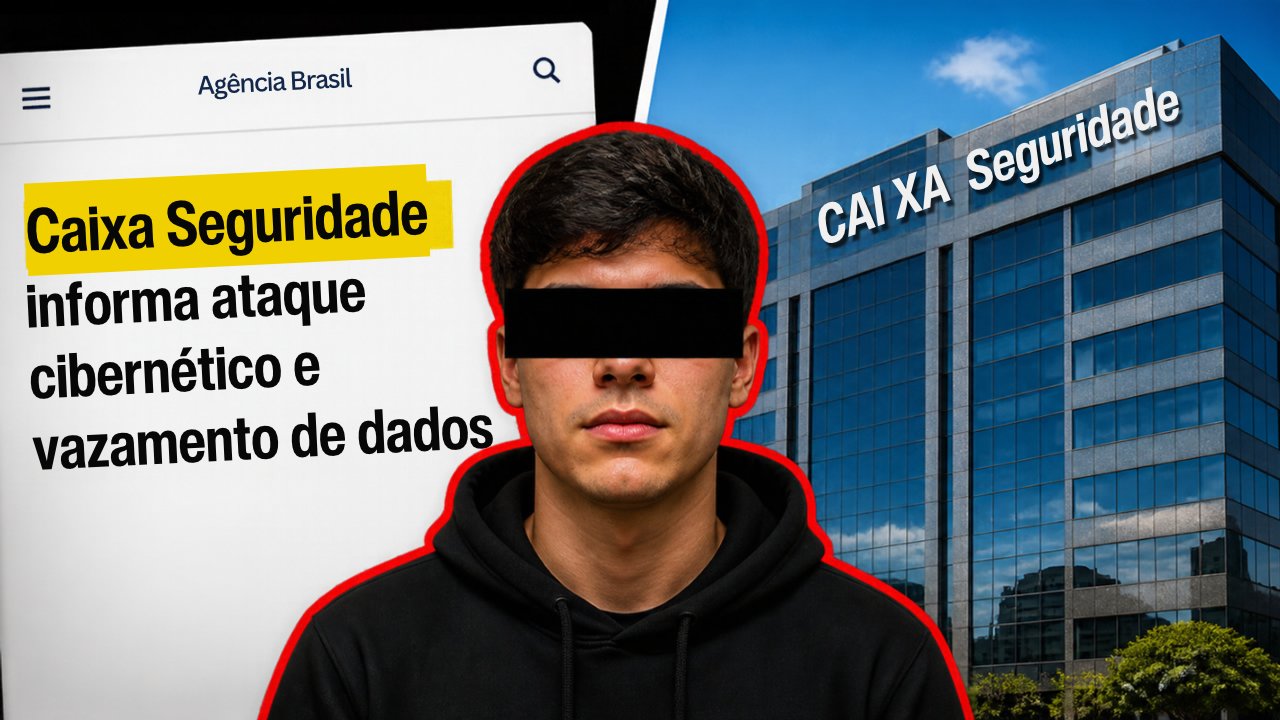 Agência Brasil
Caixa Seguridade
informa ataque
cibernético e
vazamento de dados
CAI XA Seguridade